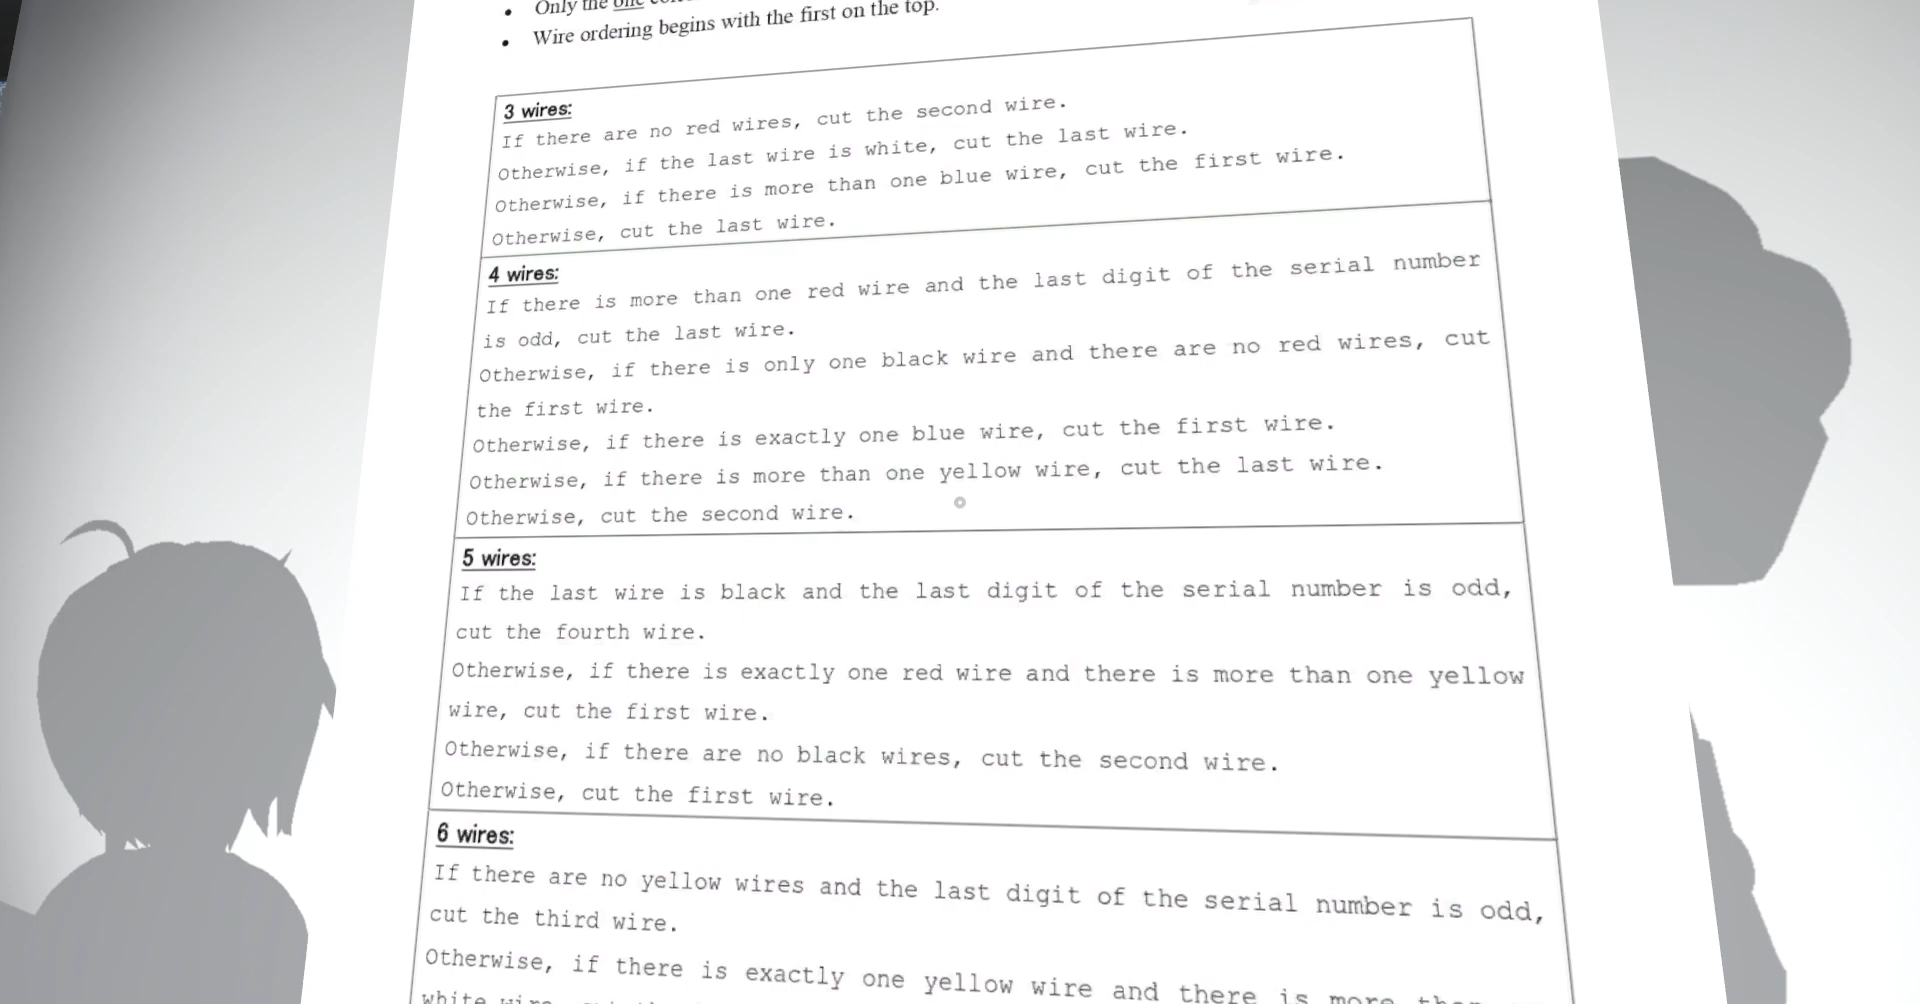 Only the one
Wire ordering begins with the first on the top.
3 wires:
If there are no red wires, cut the second wire.
Otherwise, if the last wire is white, cut the last wire.
Otherwise, if there is more than one blue wire, cut the first wire.
Otherwise, cut the last wire.
4 wires:
If there is more than one red wire and the last digit of the serial number
is odd, cut the last wire.
Otherwise, if there is only one black wire and there are no red wires, cut
the first wire.
Otherwise, if there is exactly one blue wire, cut the first wire.
Otherwise, if there is more than one yellow wire, cut the last wire.
Otherwise, cut the second wire.
5 wires:
If the last wire is black and the last digit of the serial number is odd,
cut the fourth wire.
Otherwise, if there is exactly one red wire and there is more than one yellow
wire, cut the first wire.
Otherwise, if there are no black wires, cut the second wire.
Otherwise, cut the first wire.
6 wires:
If there are no yellow wires and the last digit of the serial number is odd,
cut the third wire.
Otherwise, if there is exactly one yellow wire and there is more
white wire